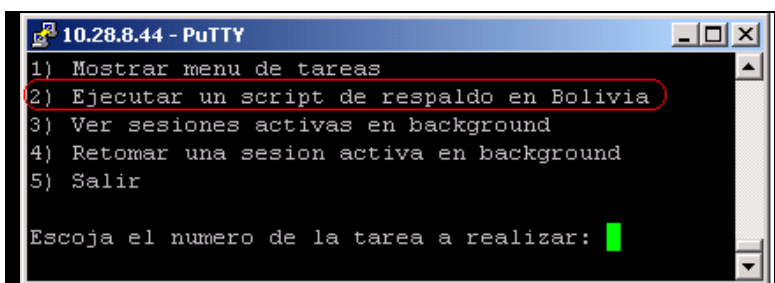 10.28.8.44 - PuTTY
1) Mostrar menu de tareas
2) Ejecutar un script de respaldo en Bolivia
3) Ver sesiones activas en background
4) Retomar una sesion activa en background
5) Salir
Escoja el numero de la tarea a realizar: